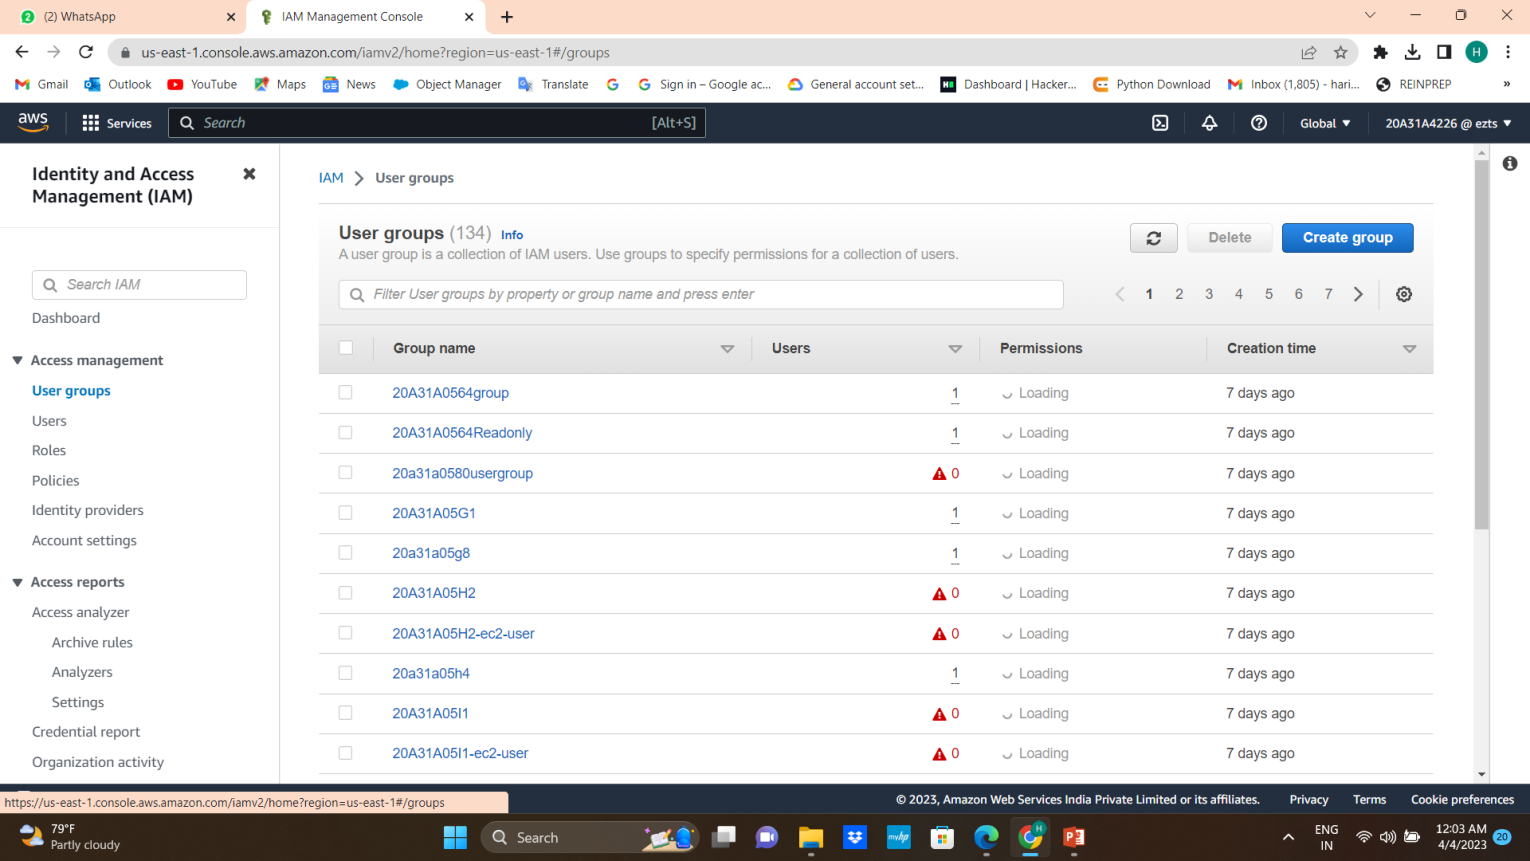 (2) WhatsApp
IAM Management Console
us-east-1.console.aws.amazon.com/iamv2/home?region=us-east-1#/groups
H
Gmail Outlook YouTube Maps News Object Manager Translate Sign in – Google ac... General account set... Dashboard | Hacker... Python Download Inbox (1,805) - hari... REINPREP »
aws Services Search [Alt+S] Global 20A31A4226 @ ezts
Identity and Access
Management (IAM)
Search IAM
Dashboard
Access management
User groups
Users
Roles
Policies
Identity providers
Account settings
Access reports
Access analyzer
Archive rules
Analyzers
Settings
Credential report
Organization activity
IAM > User groups
User groups (134) Info
A user group is a collection of IAM users. Use groups to specify permissions for a collection of users.
Delete Create group
Filter User groups by property or group name and press enter
1 2 3 4 5 6 7
Group name Users Permissions Creation time
20A31A0564group 1 Loading 7 days ago
20A31A0564Readonly 1 Loading 7 days ago
20a31a0580usergroup 0 Loading 7 days ago
20A31A05G1 1 Loading 7 days ago
20a31a05g8 1 Loading 7 days ago
20A31A05H2 0 Loading 7 days ago
20A31A05H2-ec2-user 0 Loading 7 days ago
20a31a05h4 1 Loading 7 days ago
20A31A05I1 0 Loading 7 days ago
20A31A05I1-ec2-user 0 Loading 7 days ago
https://us-east-1.console.aws.amazon.com/iamv2/home?region=us-east-1#/groups
© 2023, Amazon Web Services India Private Limited or its affiliates. Privacy Terms Cookie preferences
79°F
Partly cloudy
Search
myhp
H
ENG
IN
12:03 AM
4/4/2023
20